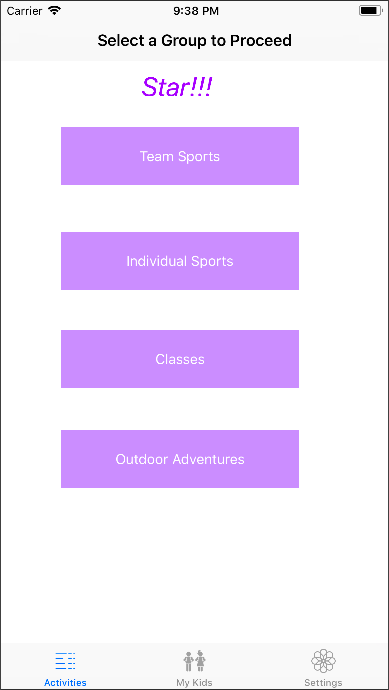 Carrier 9:38 PM
Select a Group to Proceed
Star!!!
Team Sports
Individual Sports
Classes
Outdoor Adventures
Activities My Kids Settings